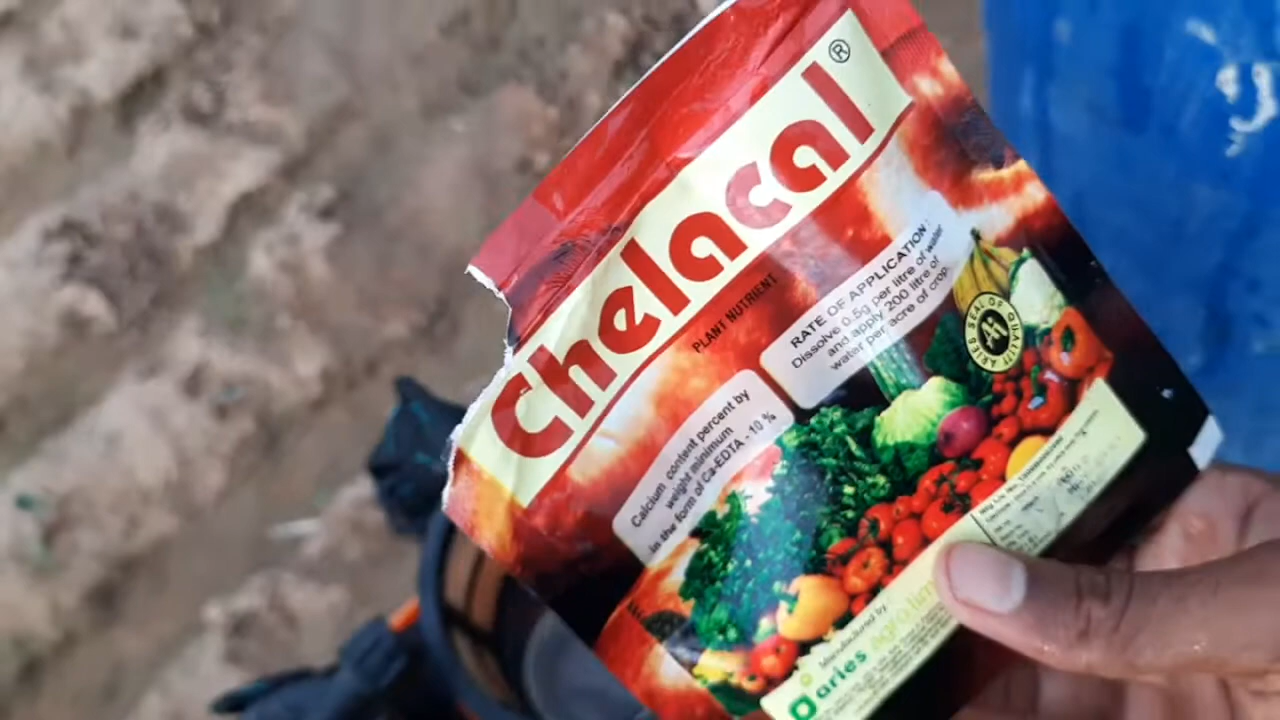 Chelacal®
PLANT NUTRIENT
RATE OF APPLICATION :
Dissolve 0.5g per litre of water
and apply 200 litre of
water per acre of crop.
Calcium content percent by
weight minimum
in the form of Ca-EDTA - 10 %
ARIES SEAL OF QUALITY
Manufactured by
aries agro